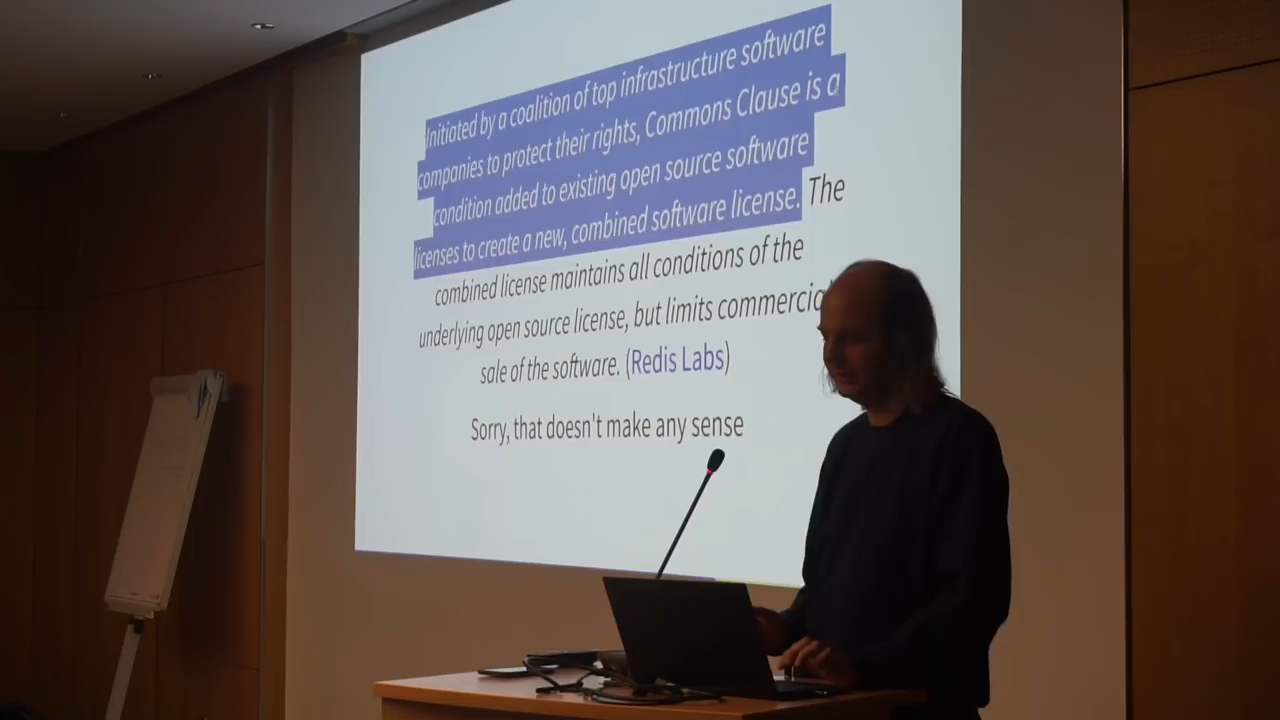 Initiated by a coalition of top infrastructure software
companies to protect their rights, Commons Clause is a
condition added to existing open source software
licenses to create a new, combined software license. The
combined license maintains all conditions of the
underlying open source license, but limits commercial
sale of the software. (Redis Labs)
Sorry, that doesn't make any sense